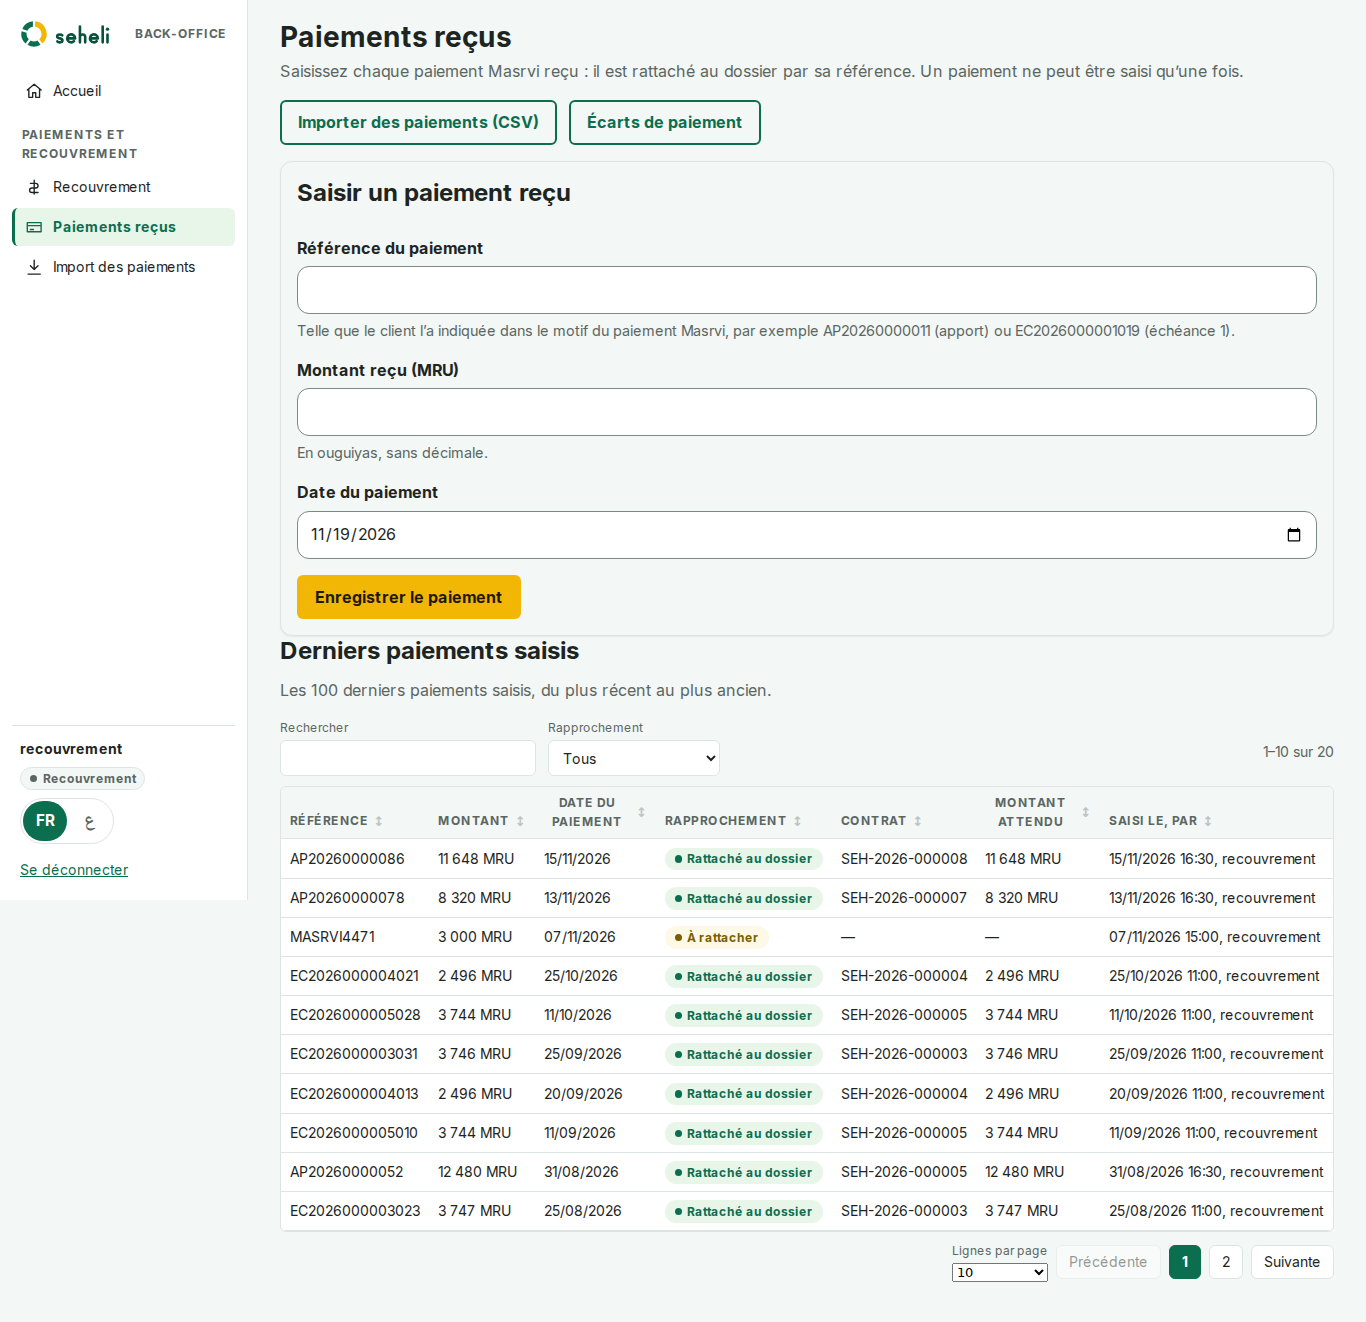 seheli
BACK-OFFICE
Accueil
PAIEMENTS ET
RECOUVREMENT
Recouvrement
Paiements reçus
Import des paiements
recouvrement
Recouvrement
FR
ع
Se déconnecter
Paiements reçus
Saisissez chaque paiement Masrvi reçu : il est rattaché au dossier par sa référence. Un paiement ne peut être saisi qu’une fois.
Importer des paiements (CSV)
Écarts de paiement
Saisir un paiement reçu
Référence du paiement
Telle que le client l’a indiquée dans le motif du paiement Masrvi, par exemple AP20260000011 (apport) ou EC2026000001019 (échéance 1).
Montant reçu (MRU)
En ouguiyas, sans décimale.
Date du paiement
11/19/2026
Enregistrer le paiement
Derniers paiements saisis
Les 100 derniers paiements saisis, du plus récent au plus ancien.
Rechercher
Rapprochement
Tous
1–10 sur 20
RÉFÉRENCE ↕ MONTANT ↕ DATE DU PAIEMENT ↕ RAPPROCHEMENT ↕ CONTRAT ↕ MONTANT ATTENDU ↕ SAISI LE, PAR ↕
AP20260000086 11 648 MRU 15/11/2026 Rattaché au dossier SEH-2026-000008 11 648 MRU 15/11/2026 16:30, recouvrement
AP20260000078 8 320 MRU 13/11/2026 Rattaché au dossier SEH-2026-000007 8 320 MRU 13/11/2026 16:30, recouvrement
MASRVI4471 3 000 MRU 07/11/2026 À rattacher — — 07/11/2026 15:00, recouvrement
EC2026000004021 2 496 MRU 25/10/2026 Rattaché au dossier SEH-2026-000004 2 496 MRU 25/10/2026 11:00, recouvrement
EC2026000005028 3 744 MRU 11/10/2026 Rattaché au dossier SEH-2026-000005 3 744 MRU 11/10/2026 11:00, recouvrement
EC2026000003031 3 746 MRU 25/09/2026 Rattaché au dossier SEH-2026-000003 3 746 MRU 25/09/2026 11:00, recouvrement
EC2026000004013 2 496 MRU 20/09/2026 Rattaché au dossier SEH-2026-000004 2 496 MRU 20/09/2026 11:00, recouvrement
EC2026000005010 3 744 MRU 11/09/2026 Rattaché au dossier SEH-2026-000005 3 744 MRU 11/09/2026 11:00, recouvrement
AP20260000052 12 480 MRU 31/08/2026 Rattaché au dossier SEH-2026-000005 12 480 MRU 31/08/2026 16:30, recouvrement
EC2026000003023 3 747 MRU 25/08/2026 Rattaché au dossier SEH-2026-000003 3 747 MRU 25/08/2026 11:00, recouvrement
Lignes par page
10
Précédente 1 2 Suivante